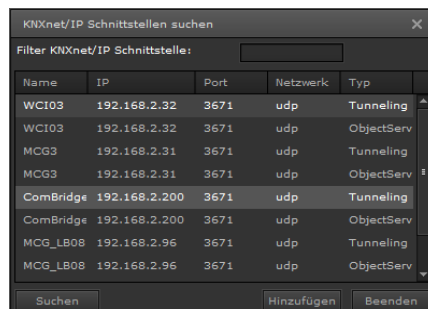 KNXnet/IP Schnittstellen suchen
Filter KNXnet/IP Schnittstelle:
Name IP Port Netzwerk Typ
WCI03 192.168.2.32 3671 udp Tunneling
WCI03 192.168.2.32 3671 udp ObjectServ
MCG3 192.168.2.31 3671 udp Tunneling
MCG3 192.168.2.31 3671 udp ObjectServ
ComBridge 192.168.2.200 3671 udp Tunneling
ComBridge 192.168.2.200 3671 udp ObjectServ
MCG_LB08 192.168.2.96 3671 udp Tunneling
MCG_LB08 192.168.2.96 3671 udp ObjectServ
Suchen Hinzufügen Beenden